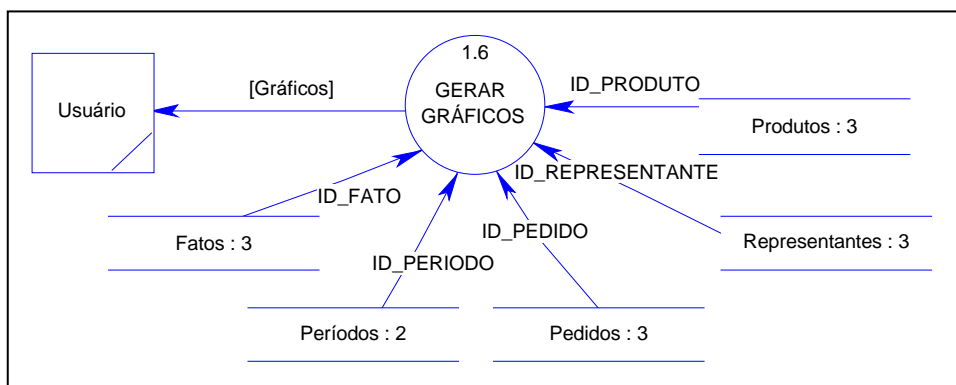 1.6
GERAR
GRÁFICOS
[Gráficos]
Usuário
ID_PRODUTO
Produtos : 3
ID_REPRESENTANTE
ID_FATO
ID_PEDIDO
Fatos : 3
Representantes : 3
ID_PERIODO
Períodos : 2
Pedidos : 3